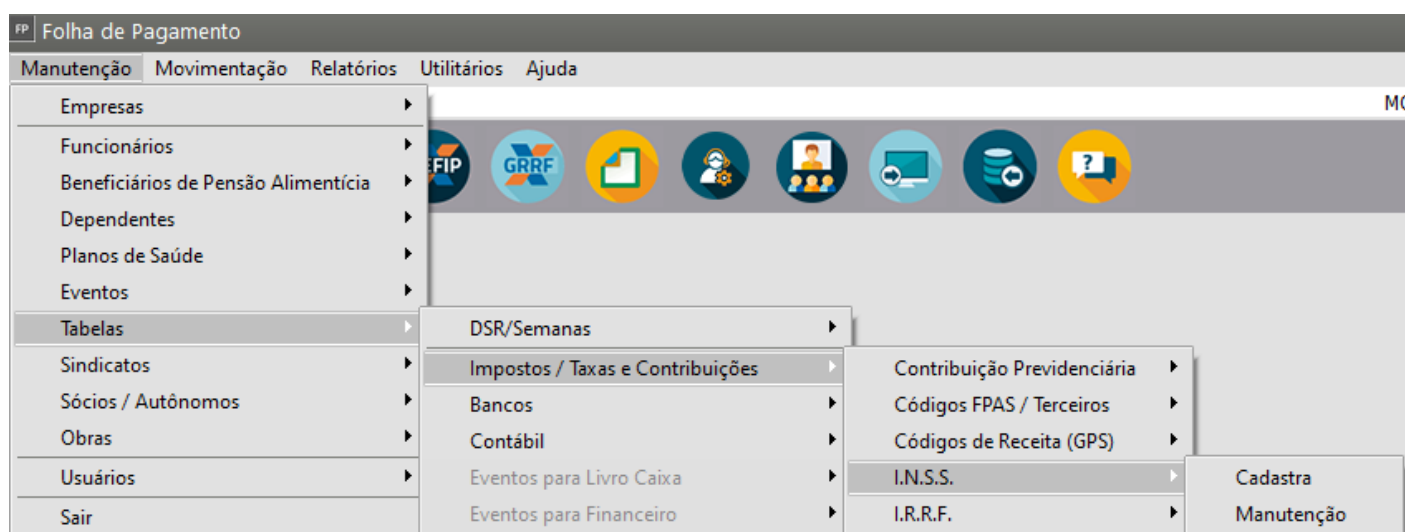 FP Folha de Pagamento
Manutenção Movimentação Relatórios Utilitários Ajuda
Empresas
Funcionários
Beneficiários de Pensão Alimentícia
Dependentes
Planos de Saúde
Eventos
Tabelas
Sindicatos
Sócios / Autônomos
Obras
Usuários
Sair
GRRF
DSR/Semanas
Impostos / Taxas e Contribuições
Bancos
Contábil
Eventos para Livro Caixa
Eventos para Financeiro
Contribuição Previdenciária
Códigos FPAS / Terceiros
Códigos de Receita (GPS)
I.N.S.S.
I.R.R.F.
Cadastra
Manutenção